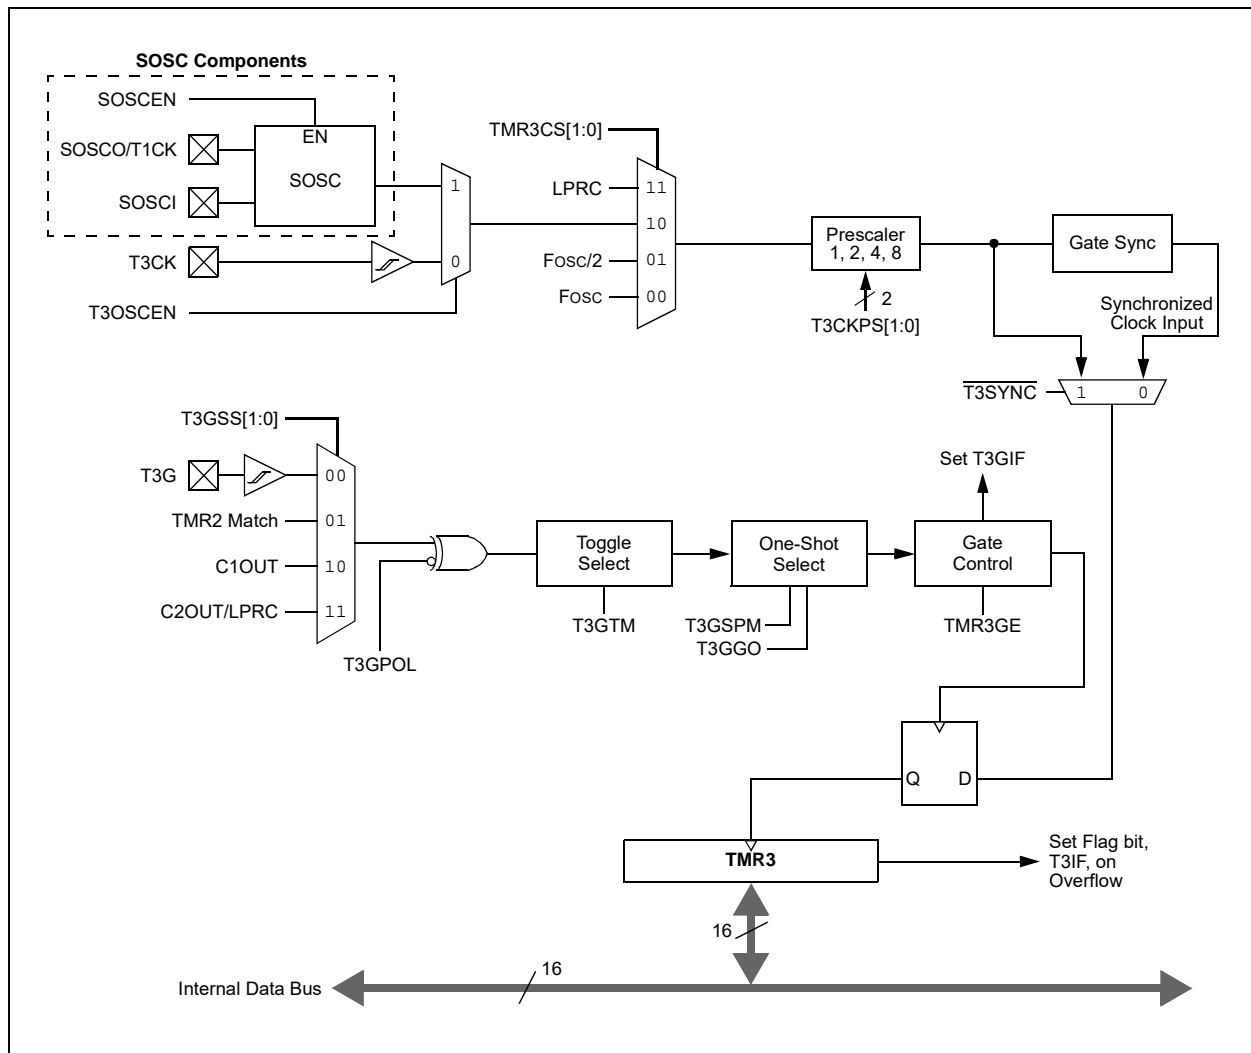 SOSC Components
SOSCEN
EN
SOSCO/T1CK
SOSC
SOSCI
1
T3CK
0
T3OSCEN
TMR3CS[1:0]
LPRC
11
10
FOSC/2
01
FOSC
00
Prescaler
1, 2, 4, 8
2
T3CKPS[1:0]
Gate Sync
Synchronized
Clock Input
T3SYNC
1
0
T3GSS[1:0]
T3G
00
TMR2 Match
01
C1OUT
10
C2OUT/LPRC
11
T3GPOL
Toggle
Select
T3GTM
One-Shot
Select
T3GSPM
T3GGO
Set T3GIF
Gate
Control
TMR3GE
Q
D
TMR3
Set Flag bit,
T3IF, on
Overflow
16
16
Internal Data Bus